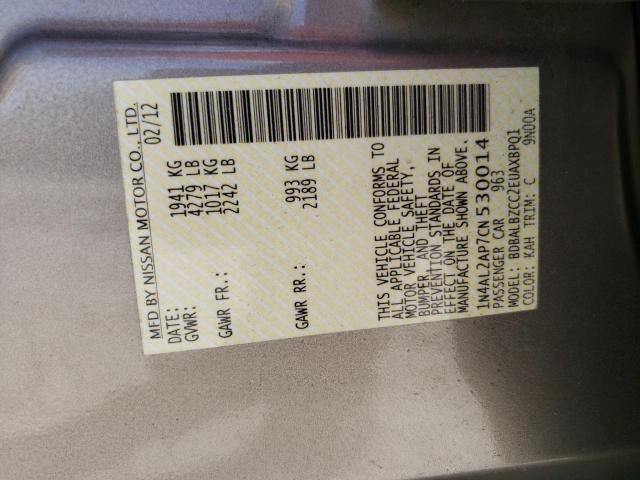 MFD BY NISSAN MOTOR CO., LTD.
DATE: 02/12
GVWR: 1941 KG
4279 LB
GAWR FR.: 1017 KG
2242 LB
GAWR RR.: 993 KG
2189 LB
THIS VEHICLE CONFORMS TO
ALL APPLICABLE FEDERAL
MOTOR VEHICLE SAFETY,
BUMPER, AND THEFT
PREVENTION STANDARDS IN
EFFECT ON THE DATE OF
MANUFACTURE SHOWN ABOVE.
1N4AL2AP7CN530014
PASSENGER CAR 963
MODEL: BDBALBZCC2EUAXBPQ1
COLOR: KAH TRIM: C 9N00A